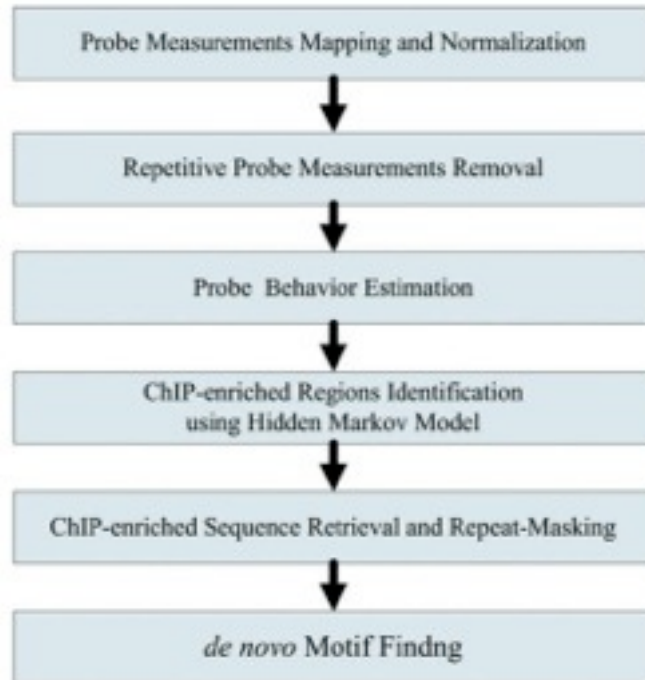 Probe Measurements Mapping and Normalization
Repetitive Probe Measurements Removal
Probe Behavior Estimation
ChIP-enriched Regions Identification
using Hidden Markov Model
ChIP-enriched Sequence Retrieval and Repeat-Masking
de novo Motif Findng